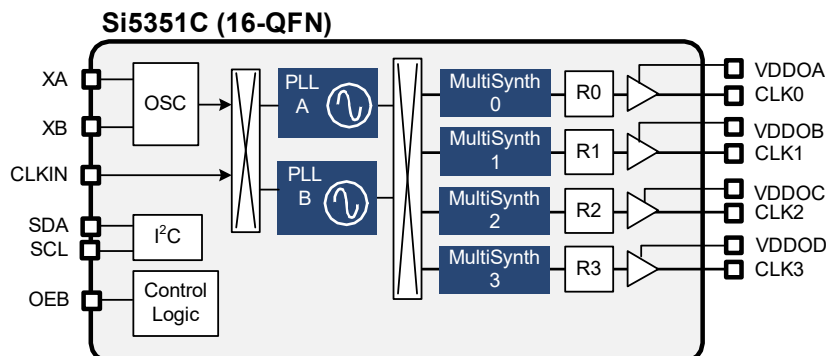 Si5351C (16-QFN)
XA
XB
CLKIN
SDA
SCL
OEB
OSC
I²C
Control
Logic
PLL
A
PLL
B
MultiSynth
0
MultiSynth
1
MultiSynth
2
MultiSynth
3
R0
R1
R2
R3
VDDOA
CLK0
VDDOB
CLK1
VDDOC
CLK2
VDDOD
CLK3